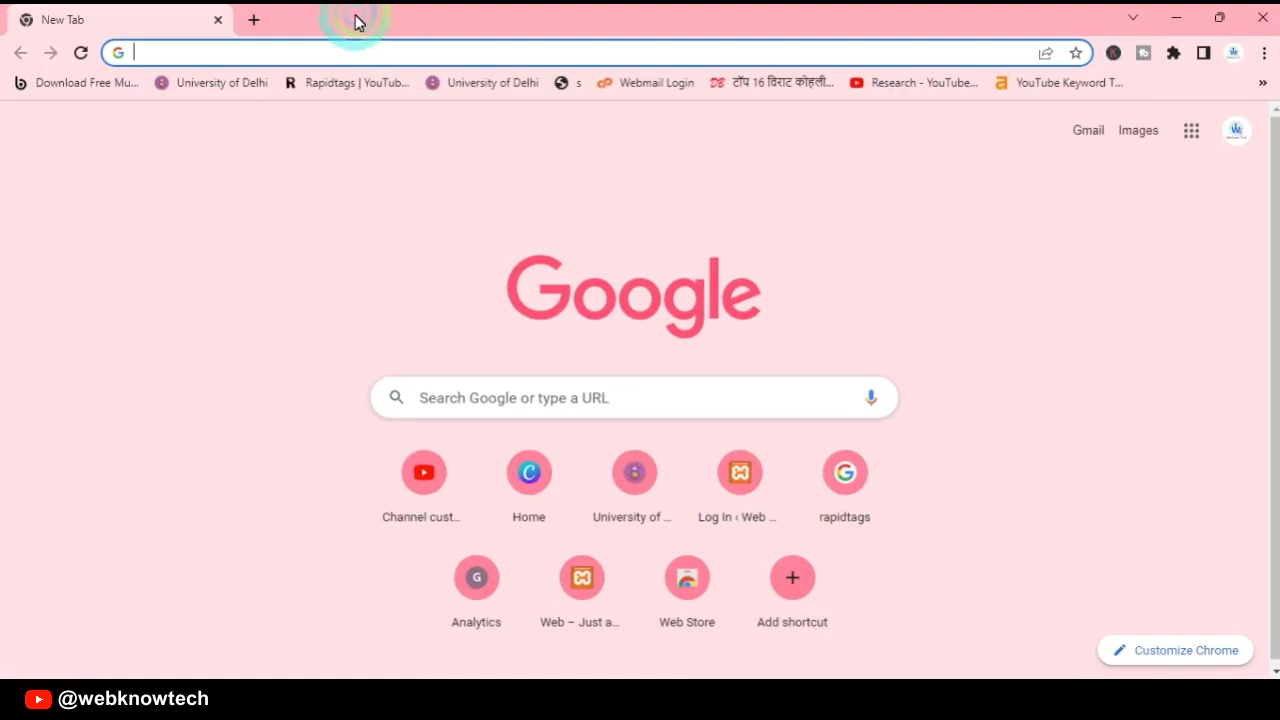 New Tab
Download Free Mu... University of Delhi Rapidtags | YouTub... University of Delhi s Webmail Login टॉप 16 विराट कोहली... Research - YouTube... YouTube Keyword T...
Gmail Images
Google
Search Google or type a URL
Channel cust... Home University of ... Log In ‹ Web ... rapidtags
Analytics Web – Just a... Web Store Add shortcut
Customize Chrome
@webknowtech